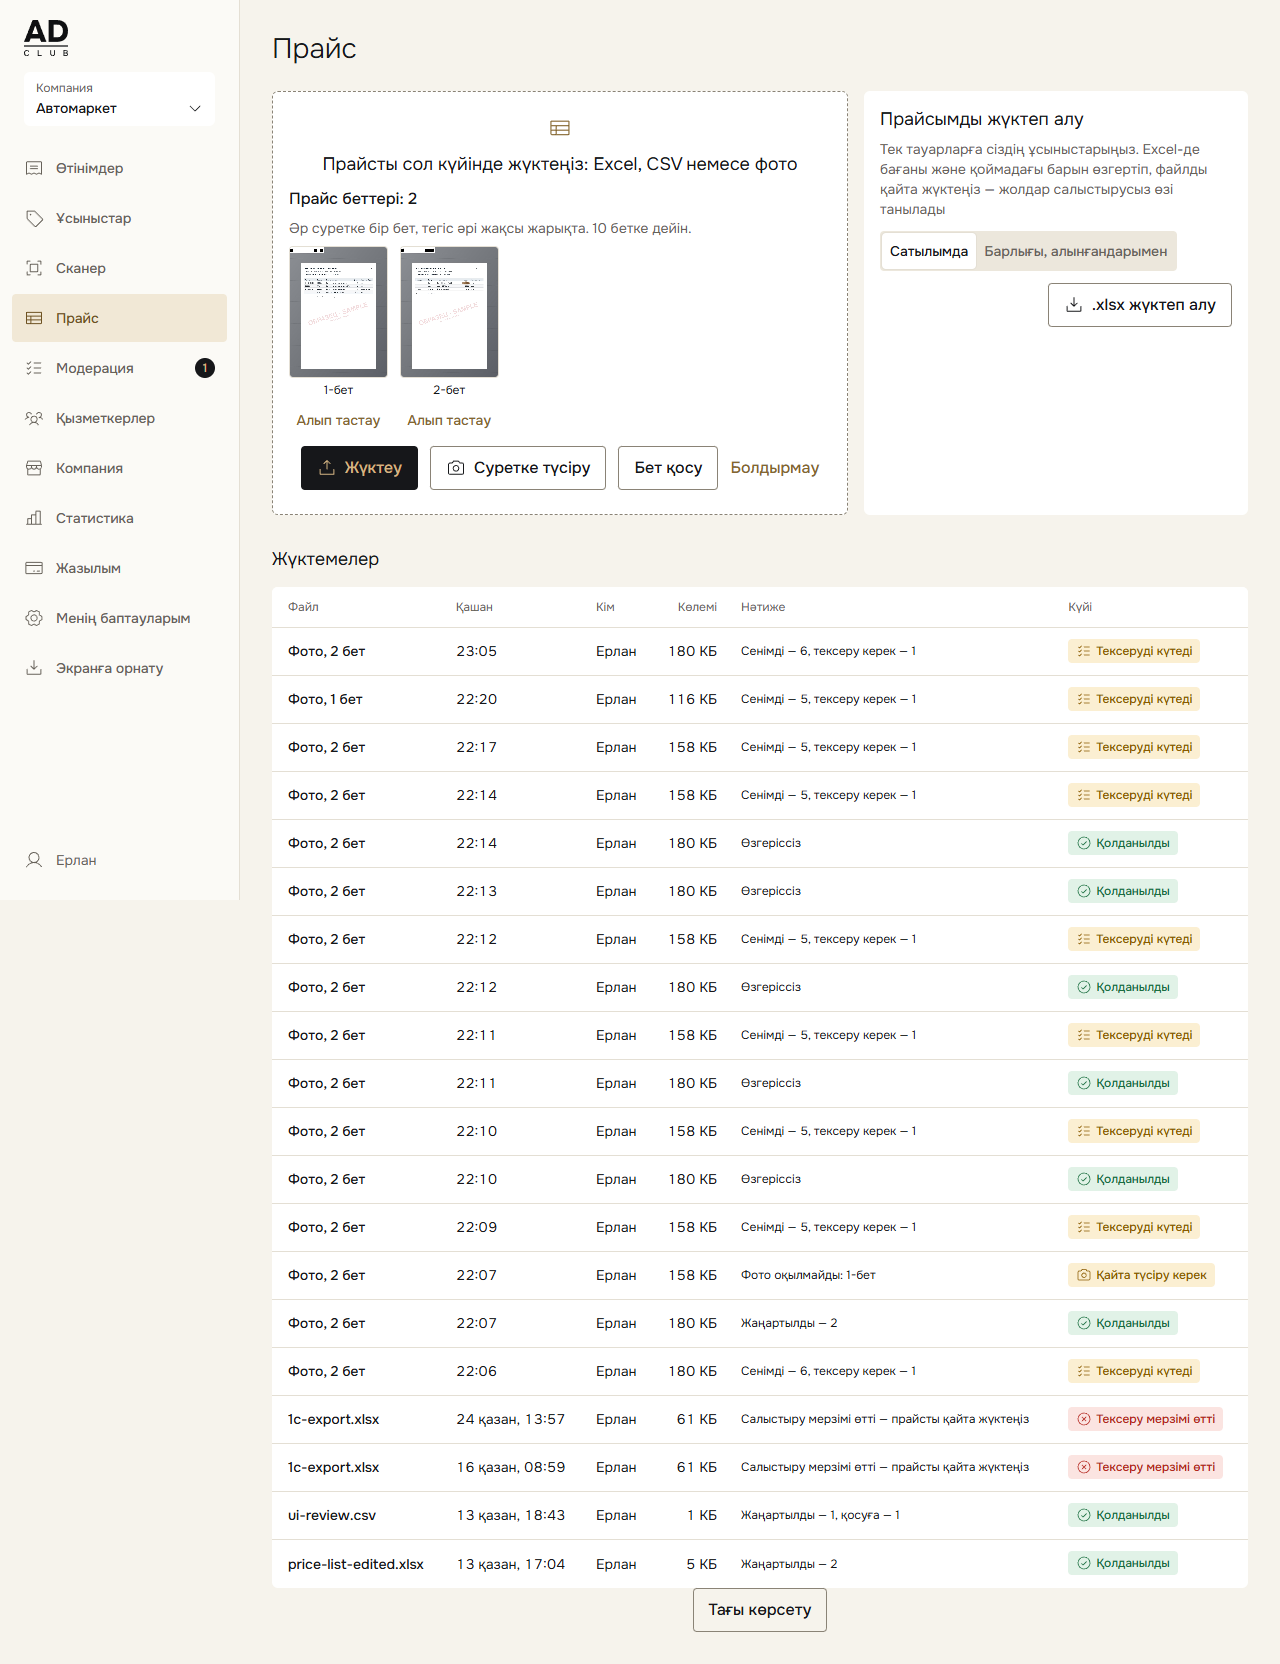 AD
CLUB
Компания
Автомаркет
Өтінімдер
Ұсыныстар
Сканер
Прайс
Модерация
1
Қызметкерлер
Компания
Статистика
Жазылым
Менің баптауларым
Экранға орнату
Ерлан
Прайс
Прайсты сол күйінде жүктеңіз: Excel, CSV немесе фото
Прайс беттері: 2
Әр суретке бір бет, тегіс әрі жақсы жарықта. 10 бетке дейін.
ОБРАЗЕЦ · SAMPLE
ОБРАЗЕЦ · SAMPLE
1-бет
2-бет
Алып тастау
Алып тастау
Жүктеу
Суретке түсіру
Бет қосу
Болдырмау
Прайсымды жүктеп алу
Тек тауарларға сіздің ұсыныстарыңыз. Excel-де
бағаны және қоймадағы барын өзгертіп, файлды
қайта жүктеңіз — жолдар салыстырусыз өзі
танылады
Сатылымда
Барлығы, алынғандарымен
.xlsx жүктеп алу
Жүктемелер
Файл Қашан Кім Көлемі Нәтиже Күйі
Фото, 2 бет 23:05 Ерлан 180 КБ Сенімді — 6, тексеру керек — 1 Тексеруді күтеді
Фото, 1 бет 22:20 Ерлан 116 КБ Сенімді — 5, тексеру керек — 1 Тексеруді күтеді
Фото, 2 бет 22:17 Ерлан 158 КБ Сенімді — 5, тексеру керек — 1 Тексеруді күтеді
Фото, 2 бет 22:14 Ерлан 158 КБ Сенімді — 5, тексеру керек — 1 Тексеруді күтеді
Фото, 2 бет 22:14 Ерлан 180 КБ Өзгеріссіз Қолданылды
Фото, 2 бет 22:13 Ерлан 180 КБ Өзгеріссіз Қолданылды
Фото, 2 бет 22:12 Ерлан 158 КБ Сенімді — 5, тексеру керек — 1 Тексеруді күтеді
Фото, 2 бет 22:12 Ерлан 180 КБ Өзгеріссіз Қолданылды
Фото, 2 бет 22:11 Ерлан 158 КБ Сенімді — 5, тексеру керек — 1 Тексеруді күтеді
Фото, 2 бет 22:11 Ерлан 180 КБ Өзгеріссіз Қолданылды
Фото, 2 бет 22:10 Ерлан 158 КБ Сенімді — 5, тексеру керек — 1 Тексеруді күтеді
Фото, 2 бет 22:10 Ерлан 180 КБ Өзгеріссіз Қолданылды
Фото, 2 бет 22:09 Ерлан 158 КБ Сенімді — 5, тексеру керек — 1 Тексеруді күтеді
Фото, 2 бет 22:07 Ерлан 158 КБ Фото оқылмайды: 1-бет Қайта түсіру керек
Фото, 2 бет 22:07 Ерлан 180 КБ Жаңартылды — 2 Қолданылды
Фото, 2 бет 22:06 Ерлан 180 КБ Сенімді — 6, тексеру керек — 1 Тексеруді күтеді
1c-export.xlsx 24 қазан, 13:57 Ерлан 61 КБ Салыстыру мерзімі өтті — прайсты қайта жүктеңіз Тексеру мерзімі өтті
1c-export.xlsx 16 қазан, 08:59 Ерлан 61 КБ Салыстыру мерзімі өтті — прайсты қайта жүктеңіз Тексеру мерзімі өтті
ui-review.csv 13 қазан, 18:43 Ерлан 1 КБ Жаңартылды — 1, қосуға — 1 Қолданылды
price-list-edited.xlsx 13 қазан, 17:04 Ерлан 5 КБ Жаңартылды — 2 Қолданылды
Тағы көрсету